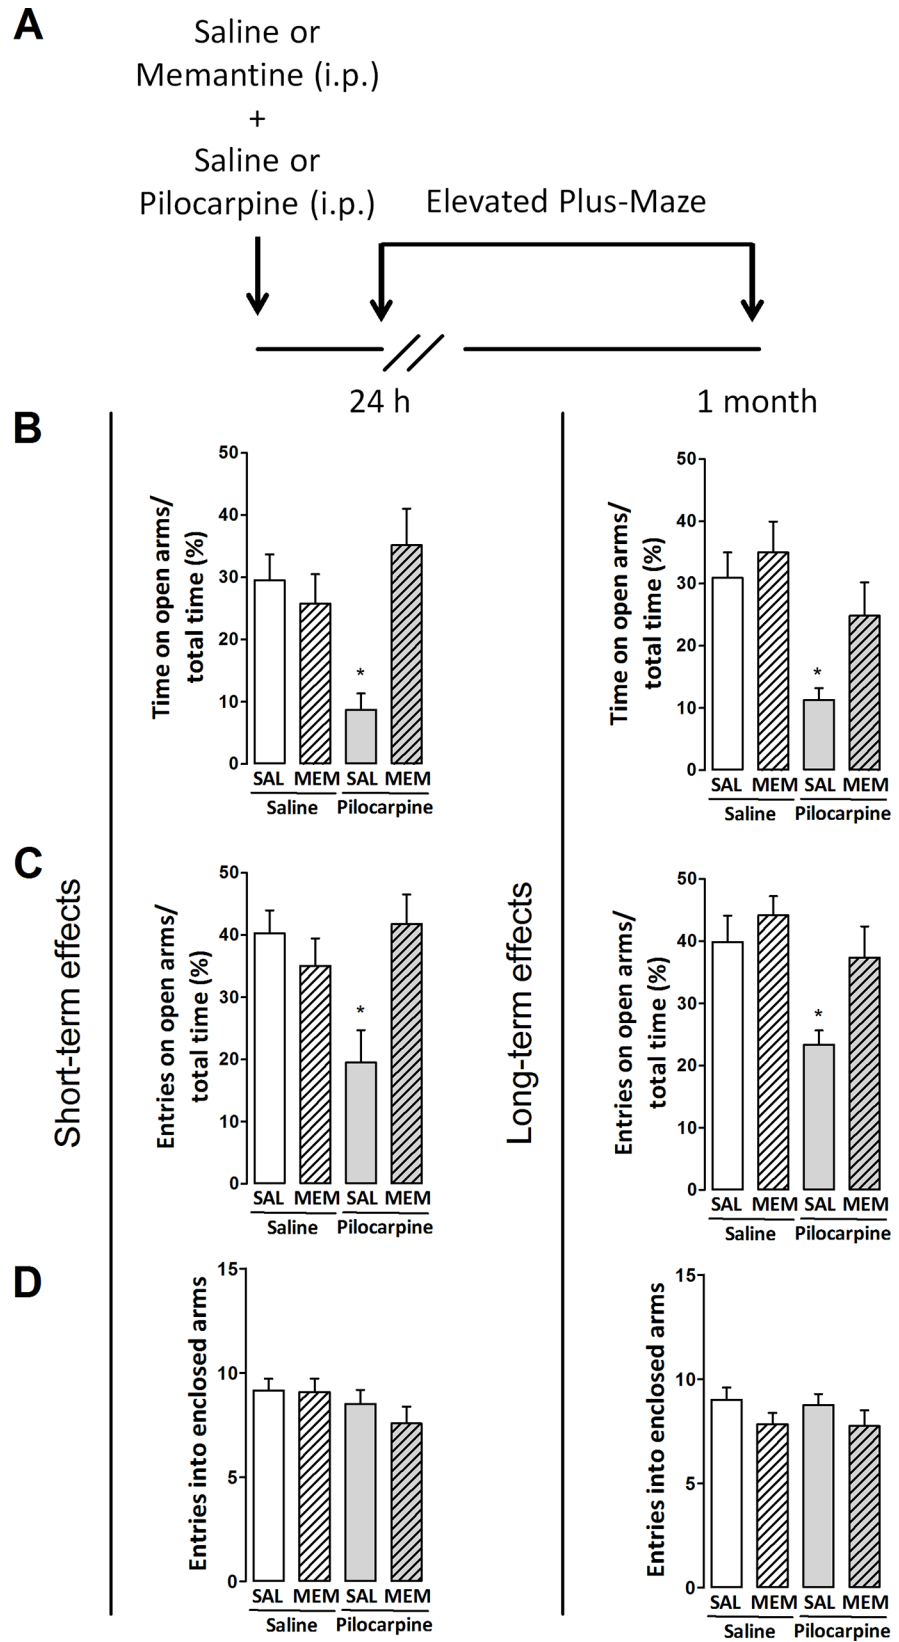 A
Saline or
Memantine (i.p.)
+
Saline or
Pilocarpine (i.p.)
Elevated Plus-Maze
24 h
1 month
B
Short-term effects
Long-term effects
Time on open arms/
total time (%)
50
40
30
20
10
0
*
SAL MEM SAL MEM
Saline Pilocarpine
Time on open arms/
total time (%)
50
40
30
20
10
0
*
SAL MEM SAL MEM
Saline Pilocarpine
C
Entries on open arms/
total time (%)
50
40
30
20
10
0
*
SAL MEM SAL MEM
Saline Pilocarpine
Entries on open arms/
total time (%)
50
40
30
20
10
0
*
SAL MEM SAL MEM
Saline Pilocarpine
D
Entries into enclosed arms
15
10
5
0
SAL MEM SAL MEM
Saline Pilocarpine
Entries into enclosed arms
15
10
5
0
SAL MEM SAL MEM
Saline Pilocarpine